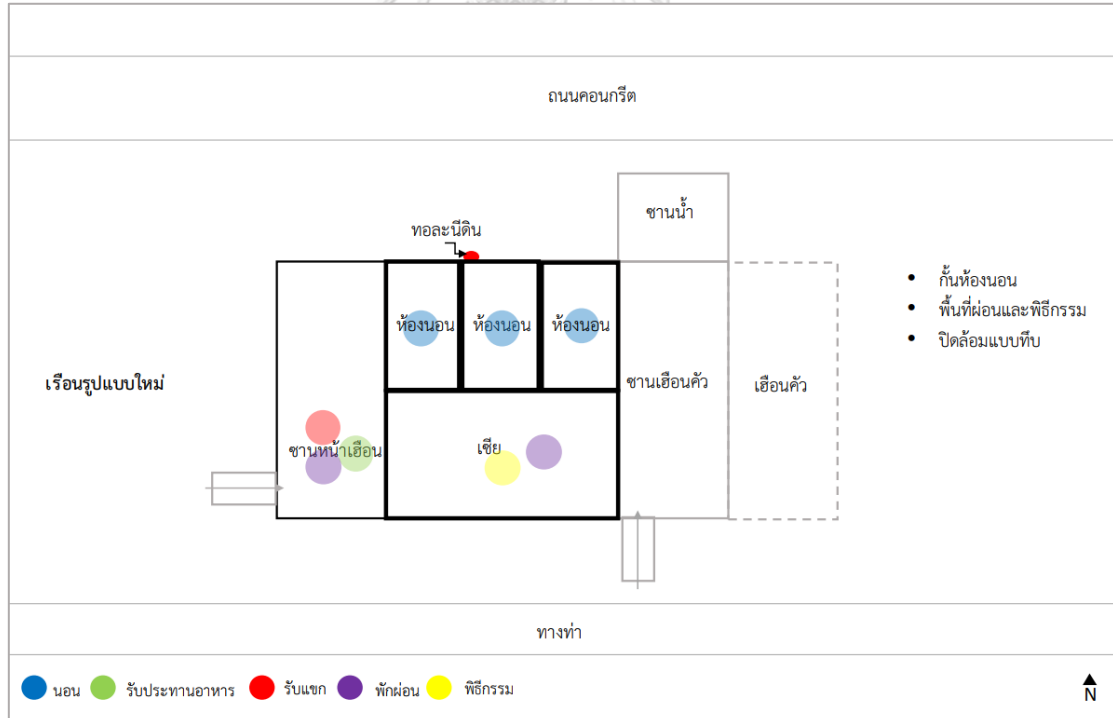 ถนนคอนกรีต
ซานน้ำ
ทอละนีดิน
ห้องนอน
ห้องนอน
ห้องนอน
• กั้นห้องนอน
• พื้นที่ผ่อนและพิธีกรรม
• ปิดล้อมแบบทึบ
เรือนรูปแบบใหม่
ซานเฮือนคัว
เฮือนคัว
ซานหน้าเฮือน
เซีย
ทางท่า
นอน
รับประทานอาหาร
รับแขก
พักผ่อน
พิธีกรรม
N